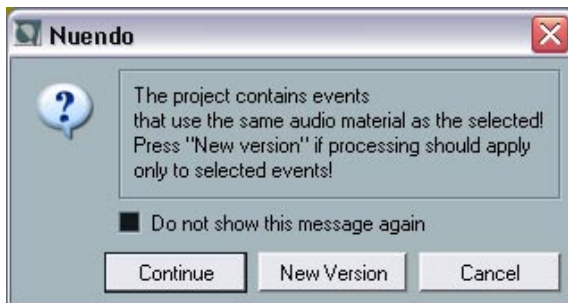 Nuendo
The project contains events
that use the same audio material as the selected!
Press "New version" if processing should apply
only to selected events!
Do not show this message again
Continue New Version Cancel